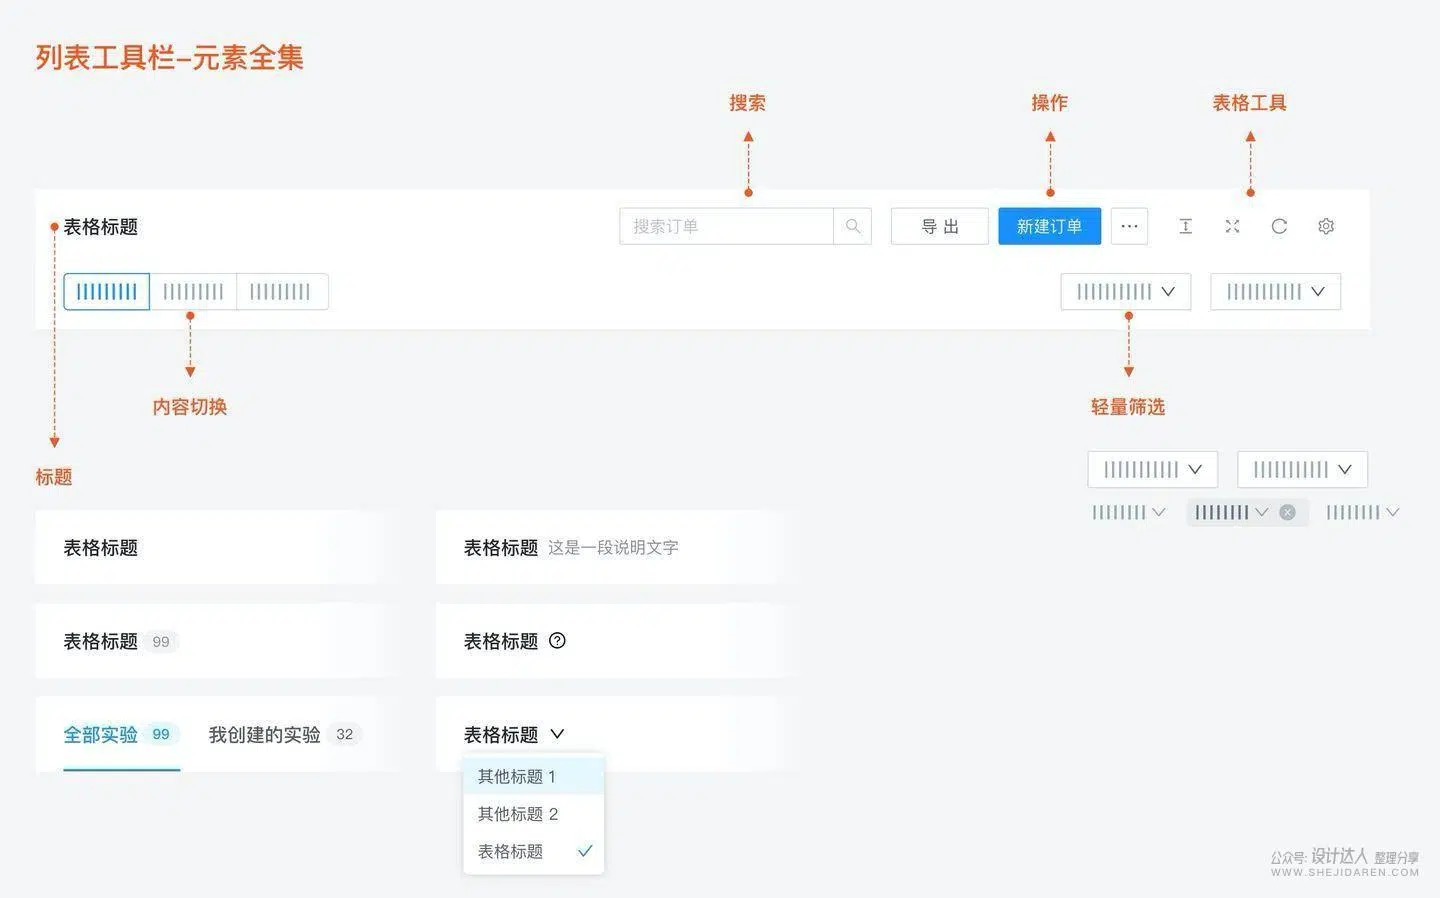 列表工具栏-元素全集
搜索
操作
表格工具
表格标题
搜索订单
导 出
新建订单
···
内容切换
轻量筛选
标题
表格标题
表格标题 这是一段说明文字
表格标题 99
表格标题
全部实验 99 我创建的实验 32
表格标题
其他标题 1
其他标题 2
表格标题
公众号: 设计达人 整理分享
WWW.SHEJIDAREN.COM